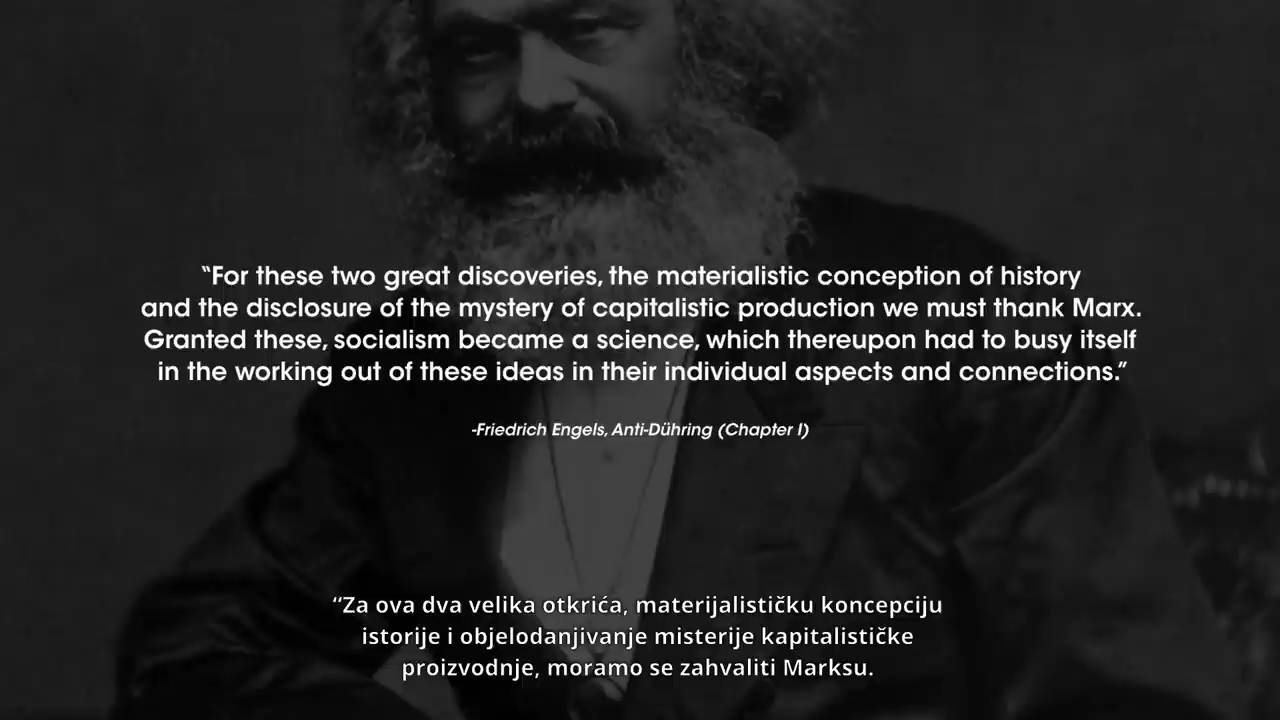 “For these two great discoveries, the materialistic conception of history
and the disclosure of the mystery of capitalistic production we must thank Marx.
Granted these, socialism became a science, which thereupon had to busy itself
in the working out of these ideas in their individual aspects and connections.”
-Friedrich Engels, Anti-Dühring (Chapter I)
“Za ova dva velika otkrića, materijalističku koncepciju
istorije i objelodanjivanje misterije kapitalističke
proizvodnje, moramo se zahvaliti Marksu.